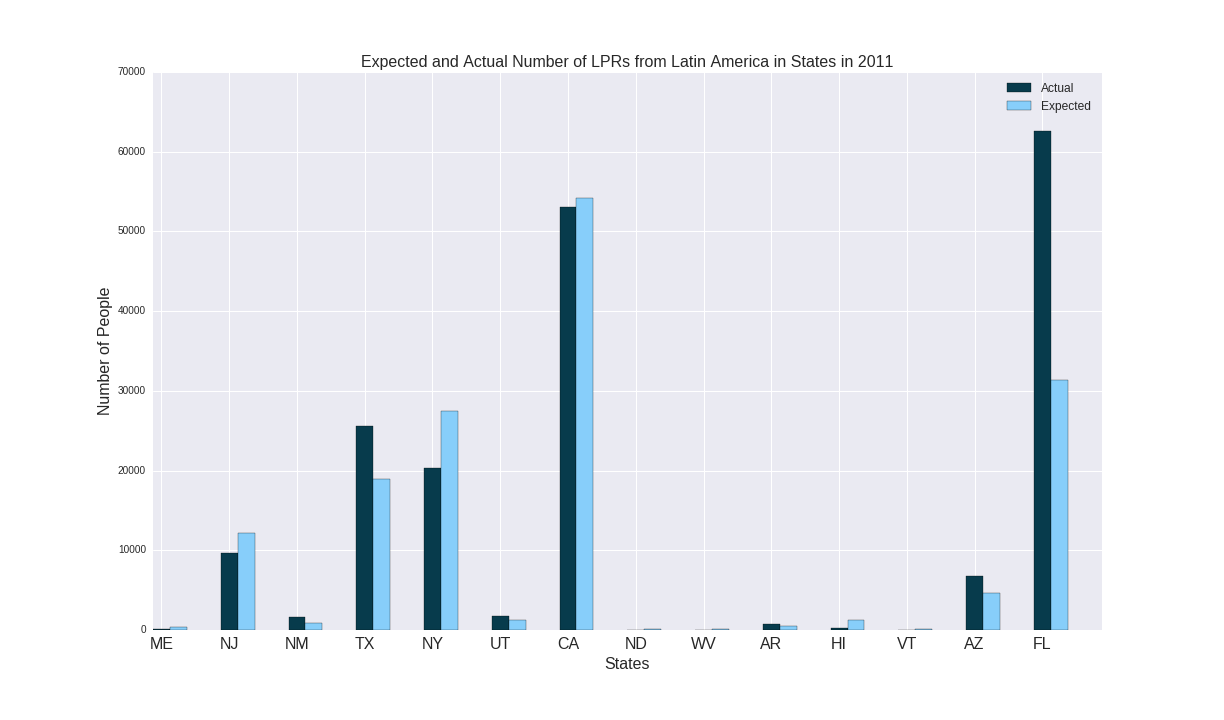 Expected and Actual Number of LPRs from Latin America in States in 2011
70000
60000
50000
40000
30000
20000
10000
0
Number of People
Actual
Expected
ME NJ NM TX NY UT CA ND WV AR HI VT AZ FL
States